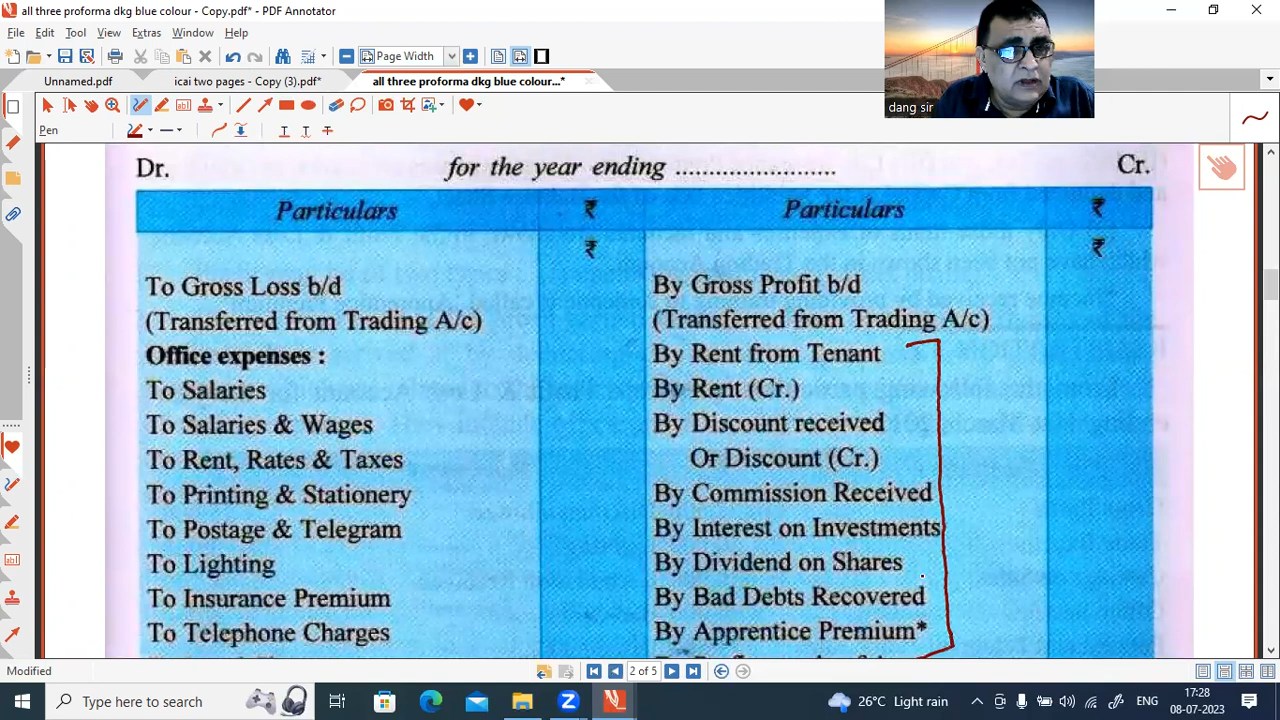 all three proforma dkg blue colour - Copy.pdf* - PDF Annotator
File Edit View Insert Tool Extras Window Help
Page Width
Unnamed.pdf
icai two pages - Copy (3).pdf*
all three proforma dkg blue colour...*
dang sir
Pen
Dr.
for the year ending ........................
Cr.
Particulars ₹ Particulars ₹
₹ ₹
To Gross Loss b/d
(Transferred from Trading A/c)
Office expenses :
To Salaries
To Salaries & Wages
To Rent, Rates & Taxes
To Printing & Stationery
To Postage & Telegram
To Lighting
To Insurance Premium
To Telephone Charges
By Gross Profit b/d
(Transferred from Trading A/c)
By Rent from Tenant
By Rent (Cr.)
By Discount received
Or Discount (Cr.)
By Commission Received
By Interest on Investments
By Dividend on Shares
By Bad Debts Recovered
By Apprentice Premium*
Modified
2 of 5
Type here to search
26°C Light rain
ENG
17:28
08-07-2023